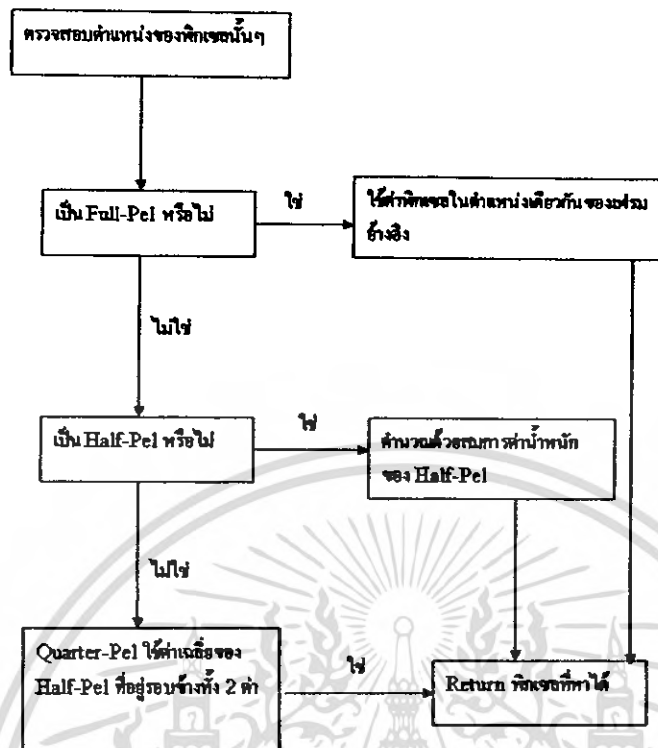 ตรวจสอบตำแหน่งของพิกเซลนั้นๆ
เป็น Full-Pel หรือไม่
ใช่
ใช้ค่าพิกเซลในตำแหน่งเดียวกันของเฟรม
อ้างอิง
ไม่ใช่
เป็น Half-Pel หรือไม่
ใช่
คำนวณด้วยสมการค่าน้ำหนัก
ของ Half-Pel
ไม่ใช่
Quarter-Pel ใช้ค่าเฉลี่ยของ
Half-Pel ที่อยู่รอบข้างทั้ง 2 ค่า
ใช่
Return พิกเซลที่หาได้